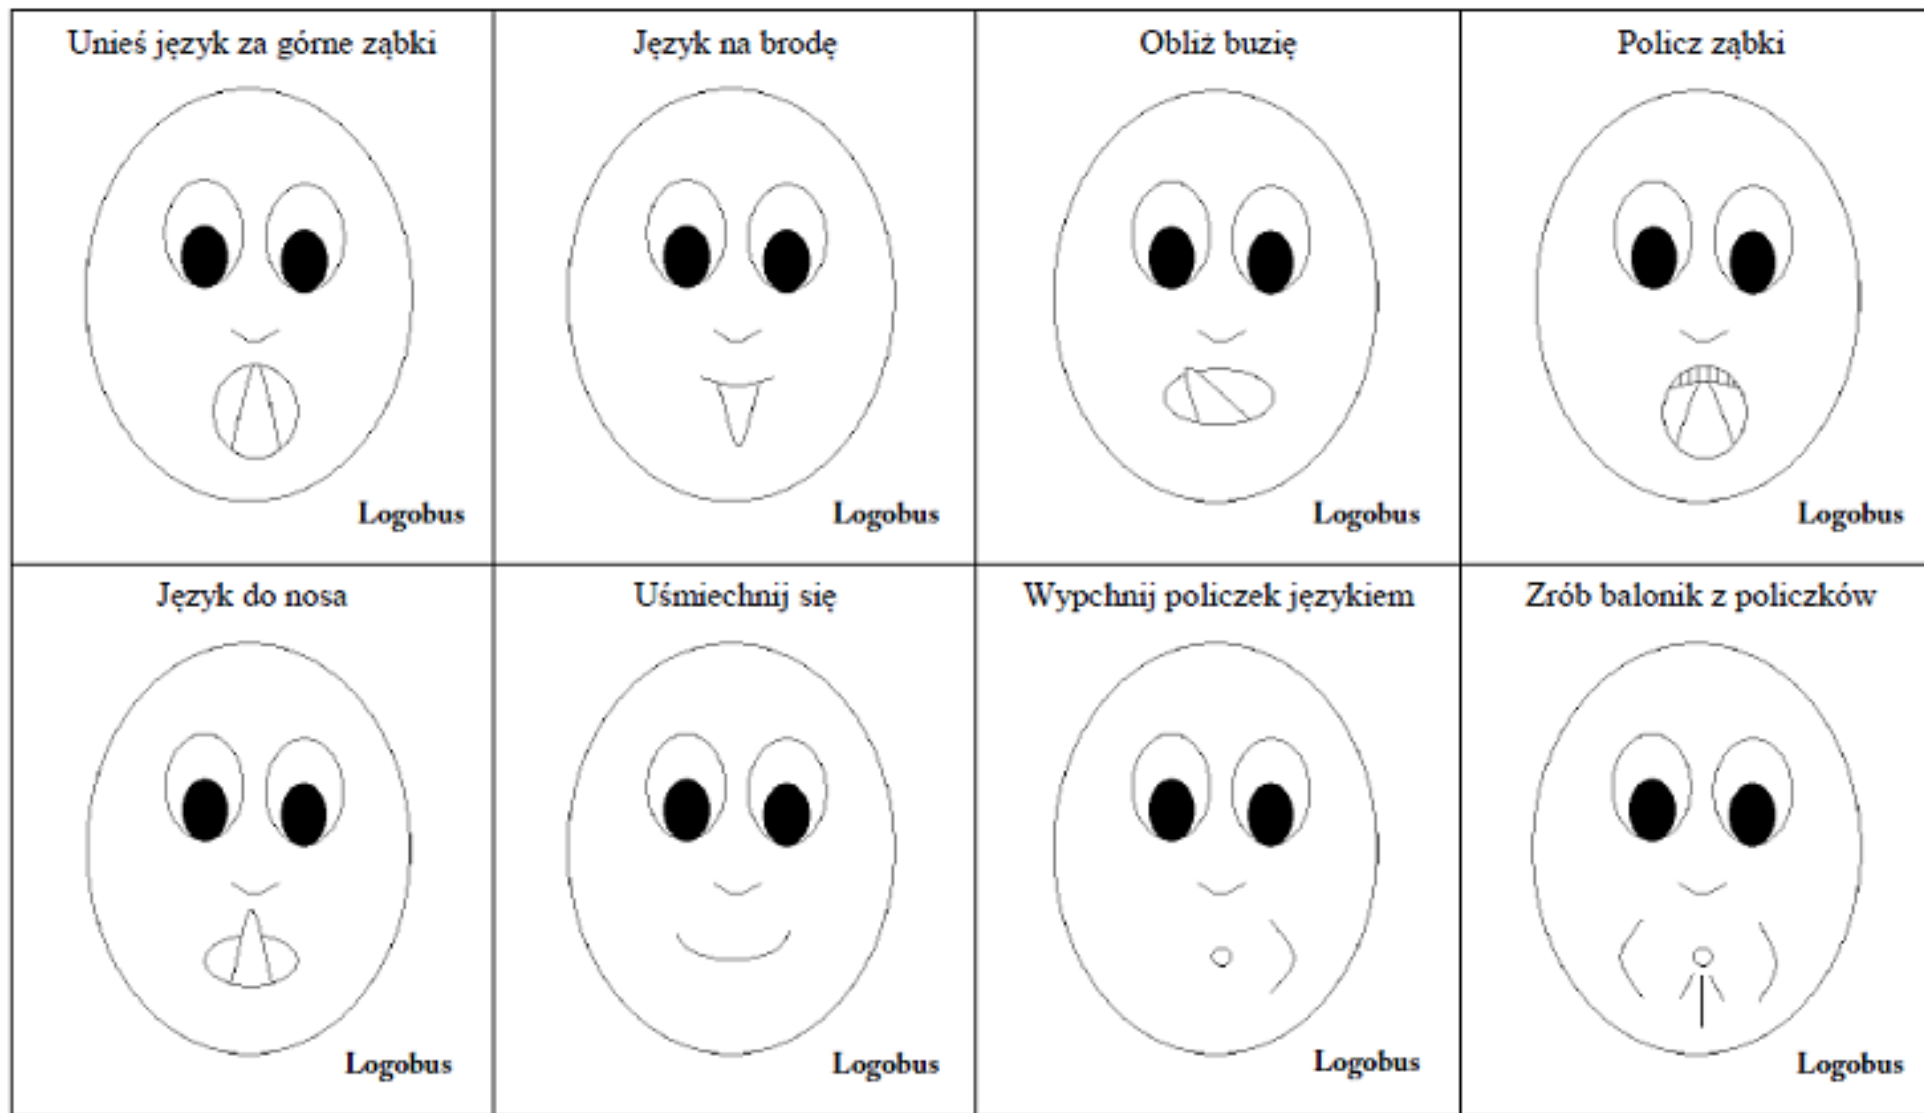 Unieś język za górne ząbki
Język na brodę
Obliż buzię
Policz ząbki
Logobus
Logobus
Logobus
Logobus
Język do nosa
Uśmiechnij się
Wypchnij policzek językiem
Zrób balonik z policzków
Logobus
Logobus
Logobus
Logobus